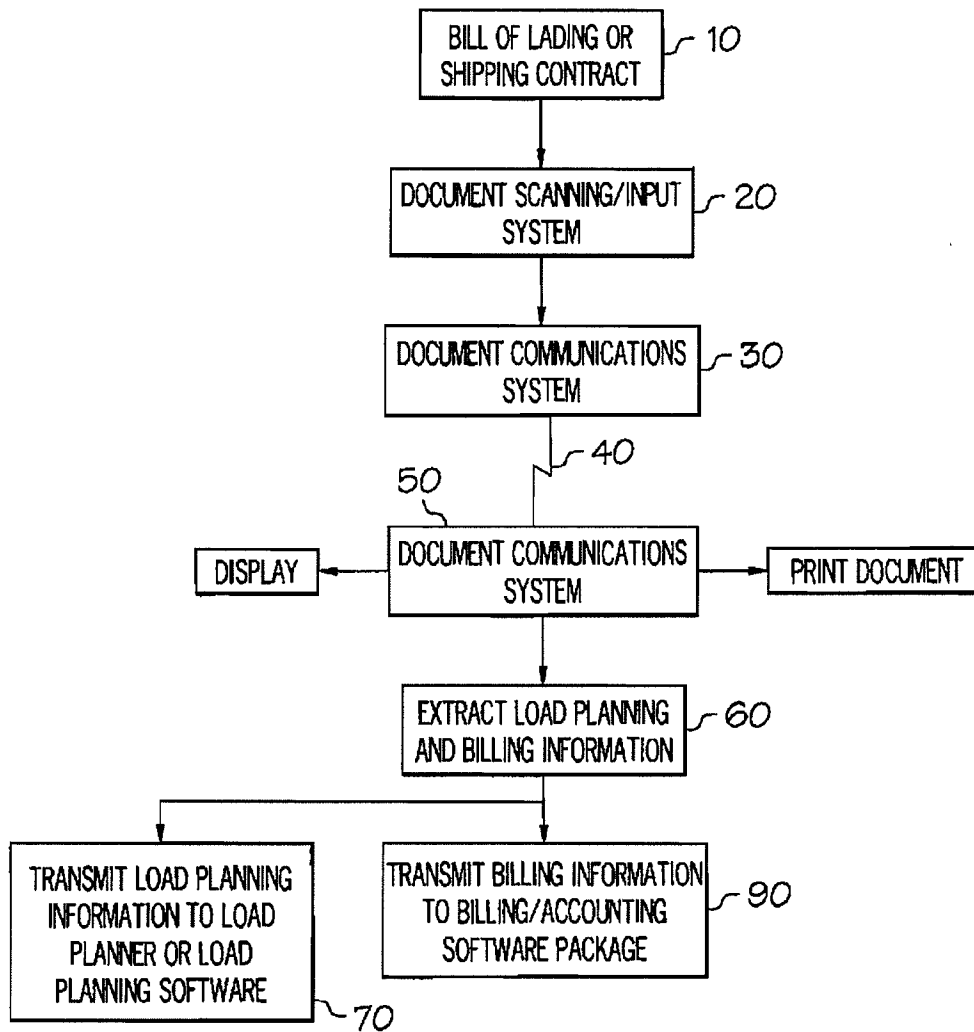 BILL OF LADING OR
SHIPPING CONTRACT
10
DOCUMENT SCANNING/INPUT
SYSTEM
20
DOCUMENT COMMUNICATIONS
SYSTEM
30
40
50
DISPLAY
DOCUMENT COMMUNICATIONS
SYSTEM
PRINT DOCUMENT
EXTRACT LOAD PLANNING
AND BILLING INFORMATION
60
TRANSMIT LOAD PLANNING
INFORMATION TO LOAD
PLANNER OR LOAD
PLANNING SOFTWARE
70
TRANSMIT BILLING INFORMATION
TO BILLING/ACCOUNTING
SOFTWARE PACKAGE
90